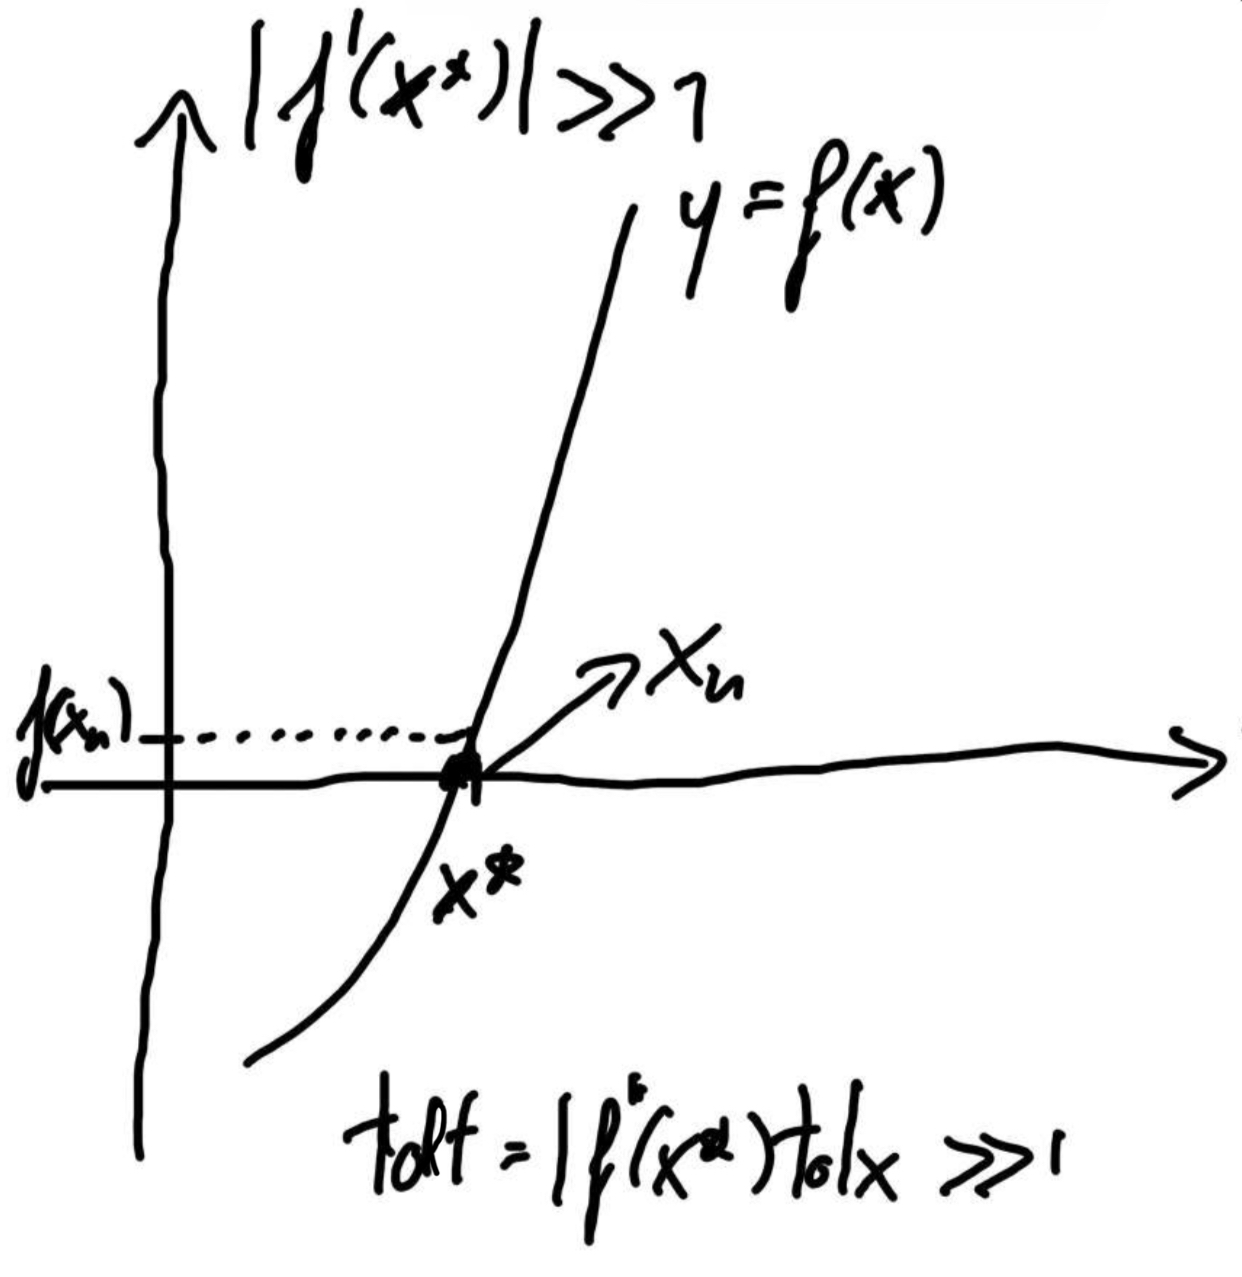 |f'(x*)| >> 1
y = f(x)
xn
f(xn)
x*
tolf = |f'(x*)tolx >> 1